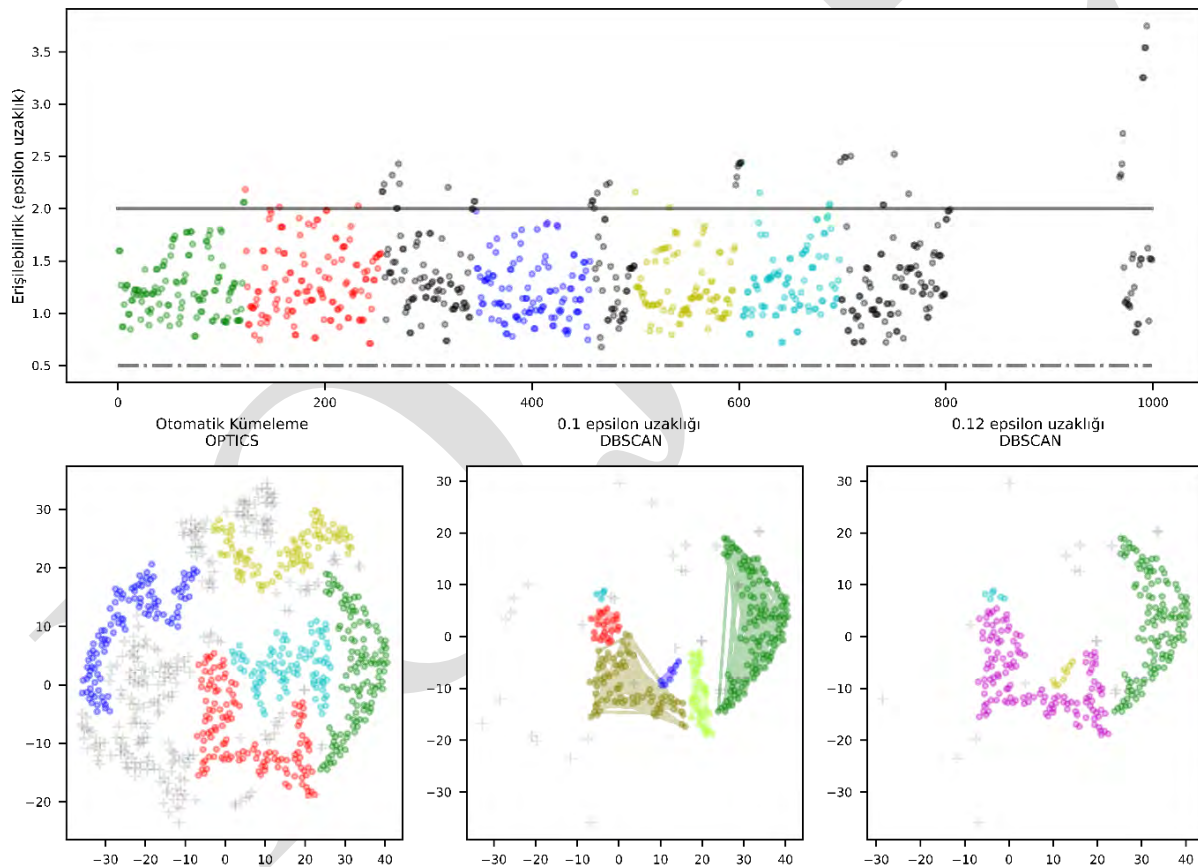 Erişilebilirlik (epsilon uzaklık)
3.5
3.0
2.5
2.0
1.5
1.0
0.5
0 200 400 600 800 1000
Otomatik Kümeleme
OPTICS
0.1 epsilon uzaklığı
DBSCAN
0.12 epsilon uzaklığı
DBSCAN
30
20
10
0
−10
−20
−30 −20 −10 0 10 20 30 40
30
20
10
0
−10
−20
−30
−30 −20 −10 0 10 20 30 40
30
20
10
0
−10
−20
−30
−30 −20 −10 0 10 20 30 40